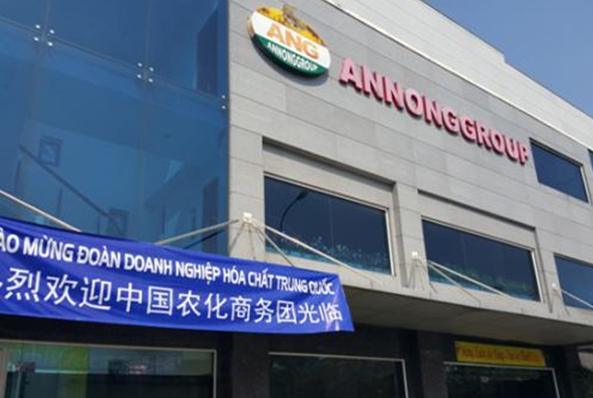 ANG
ANNONGGROUP
ANNONGGROUP
ÀO MỪNG ĐOÀN DOANH NGHIỆP HÓA CHẤT TRUNG QUỐC
烈欢迎中国农化商务团光临